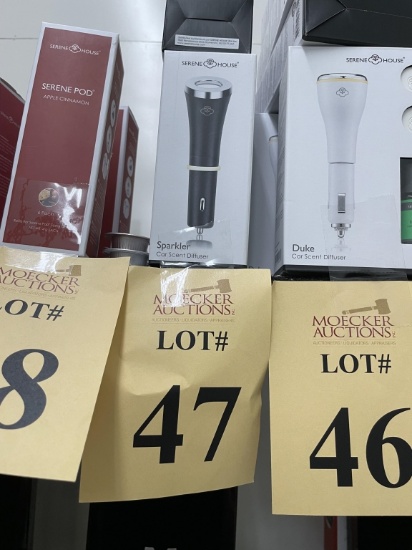 SERENE HOUSE
SERENE POD
APPLE CINNAMON
SERENE HOUSE
Sparkler
Car Scent Diffuser
SERENE HOUSE
Duke
Car Scent Diffuser
MOECKER
AUCTIONS
LOT#
8
MOECKER
AUCTIONS
LOT#
47
MOECKER
AUCTIONS
LOT#
46